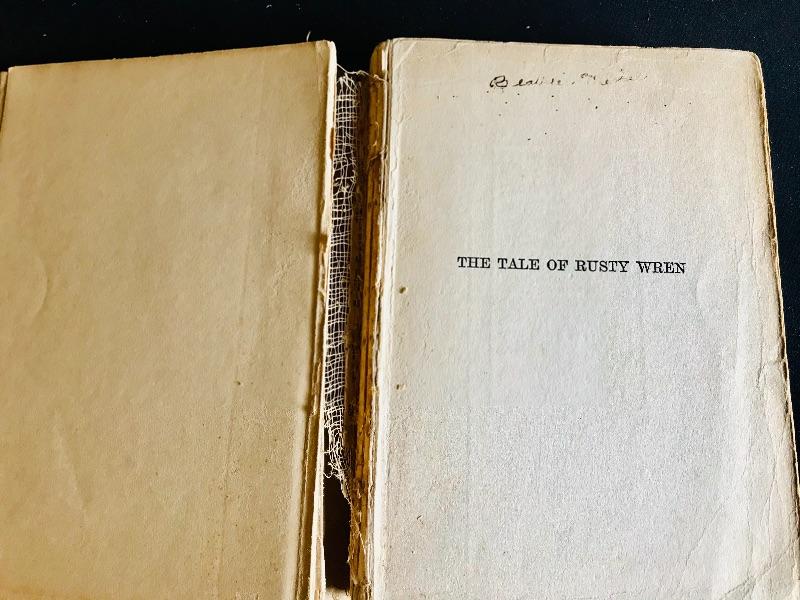 THE TALE OF RUSTY WREN